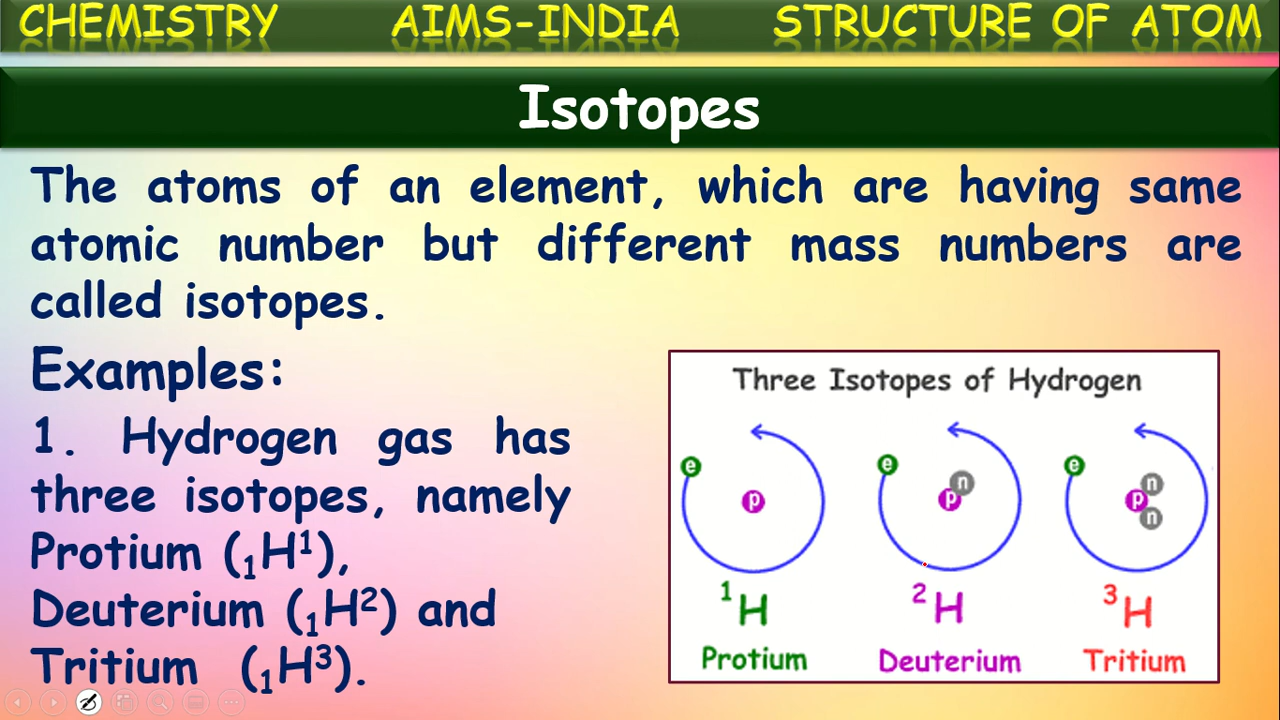 CHEMISTRY AIMS-INDIA STRUCTURE OF ATOM
Isotopes
The atoms of an element, which are having same
atomic number but different mass numbers are
called isotopes.
Examples:
1. Hydrogen gas has
three isotopes, namely
Protium (₁H¹),
Deuterium (₁H²) and
Tritium (₁H³).
Three Isotopes of Hydrogen
e p
e p n
e p n n
¹H ²H ³H
Protium Deuterium Tritium